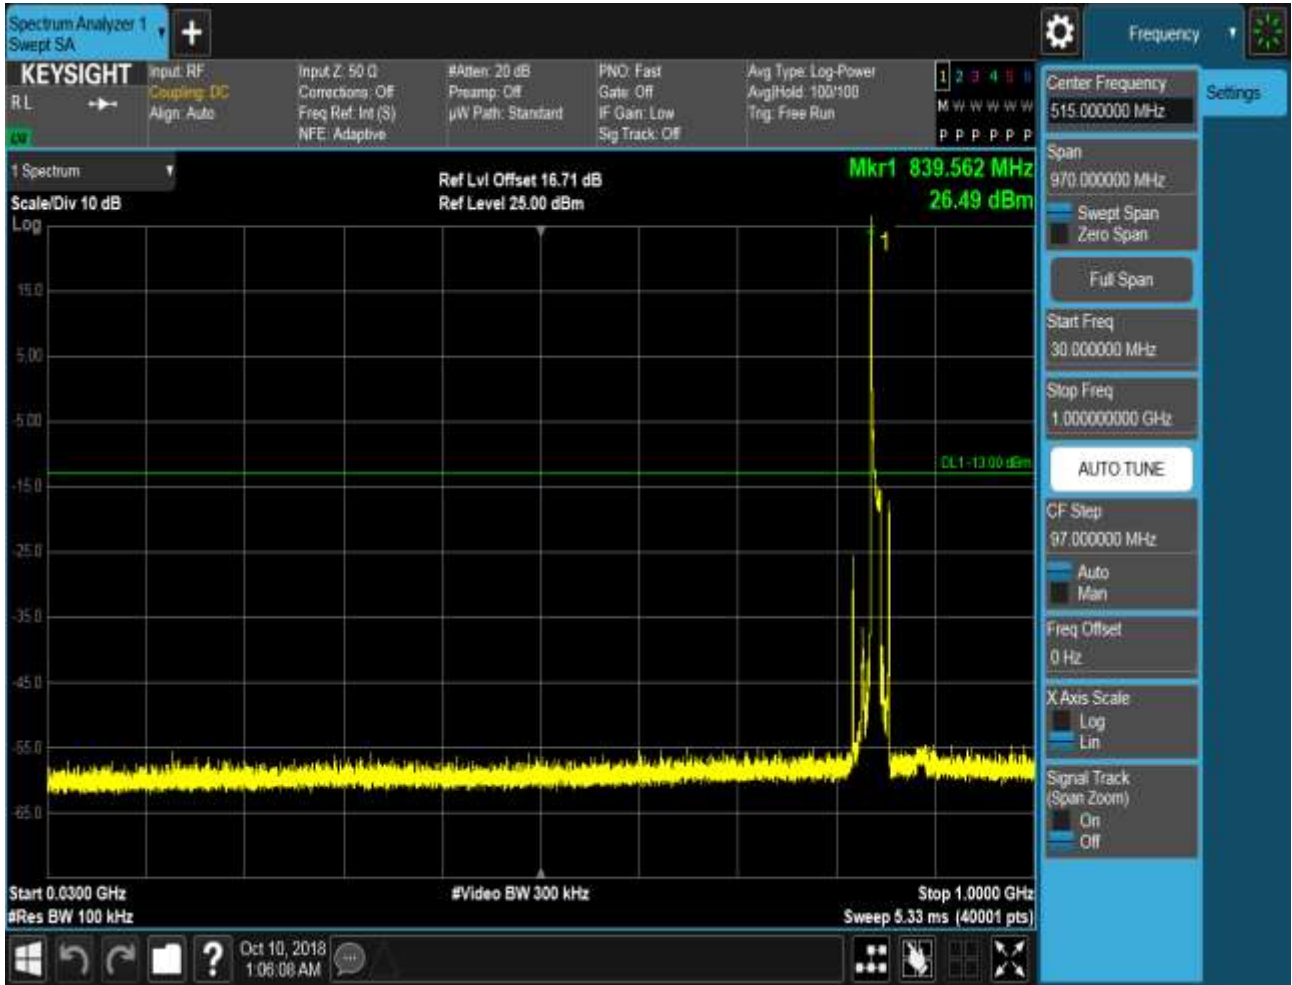 Spectrum Analyzer 1
Swept SA
+
Frequency
KEYSIGHT
R L
LXI
Input: RF
Coupling: DC
Align: Auto
Input Z: 50 Ω
Corrections: Off
Freq Ref: Int (S)
NFE: Adaptive
#Atten: 20 dB
Preamp: Off
µW Path: Standard
PNO: Fast
Gate: Off
IF Gain: Low
Sig Track: Off
Avg Type: Log-Power
Avg|Hold: 100/100
Trig: Free Run
1 2 3 4 5 6
M W W W W W
P P P P P P
1 Spectrum
Scale/Div 10 dB
Log
Ref Lvl Offset 16.71 dB
Ref Level 25.00 dBm
Mkr1 839.562 MHz
26.49 dBm
1
15.0
5.00
-5.00
DL1 -13.00 dBm
-15.0
-25.0
-35.0
-45.0
-55.0
-65.0
Start 0.0300 GHz
#Res BW 100 kHz
#Video BW 300 kHz
Stop 1.0000 GHz
Sweep 5.33 ms (40001 pts)
?
Oct 10, 2018
1:06:08 AM
Center Frequency
515.000000 MHz
Settings
Span
970.000000 MHz
Swept Span
Zero Span
Full Span
Start Freq
30.000000 MHz
Stop Freq
1.000000000 GHz
AUTO TUNE
CF Step
97.000000 MHz
Auto
Man
Freq Offset
0 Hz
X Axis Scale
Log
Lin
Signal Track
(Span Zoom)
On
Off